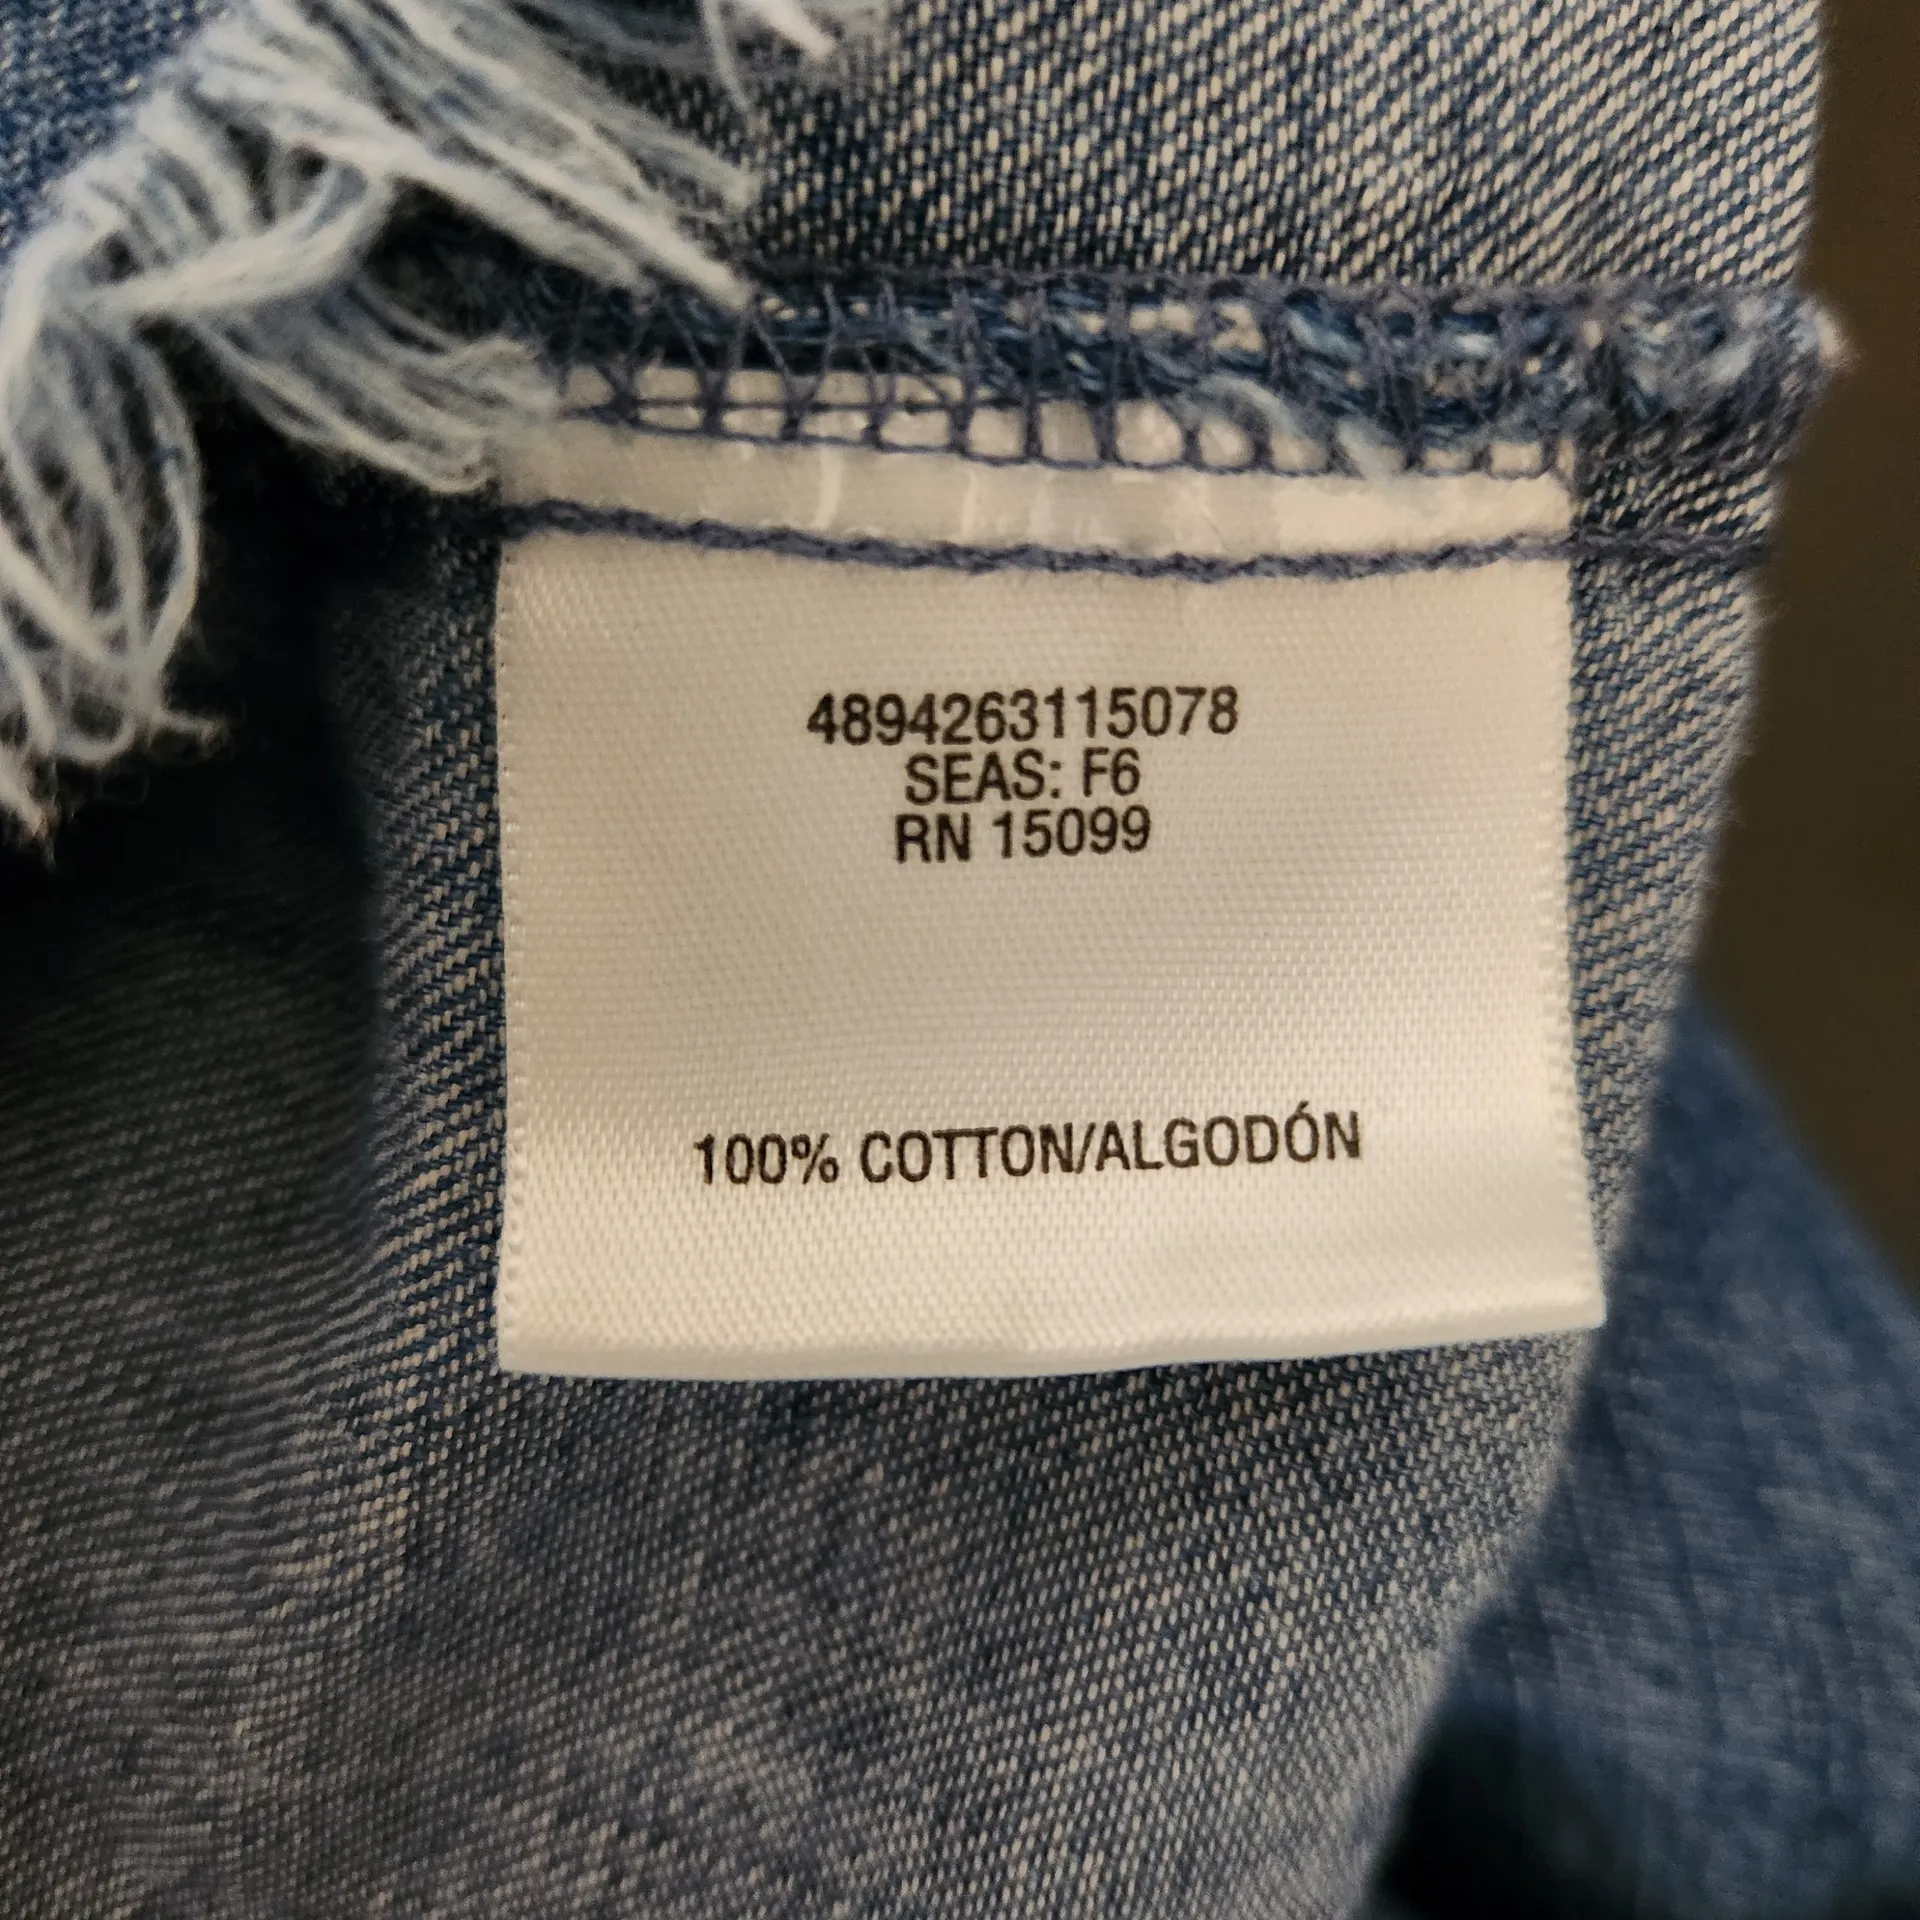 4894263115078
SEAS: F6
RN 15099
100% COTTON/ALGODÓN